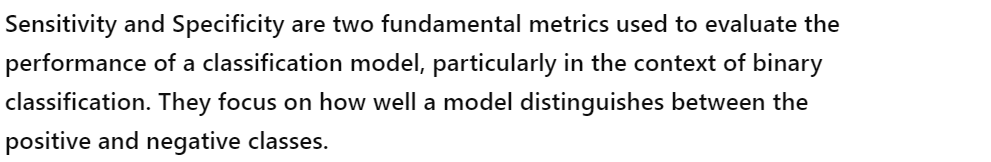 Sensitivity and Specificity are two fundamental metrics used to evaluate the
performance of a classification model, particularly in the context of binary
classification. They focus on how well a model distinguishes between the
positive and negative classes.